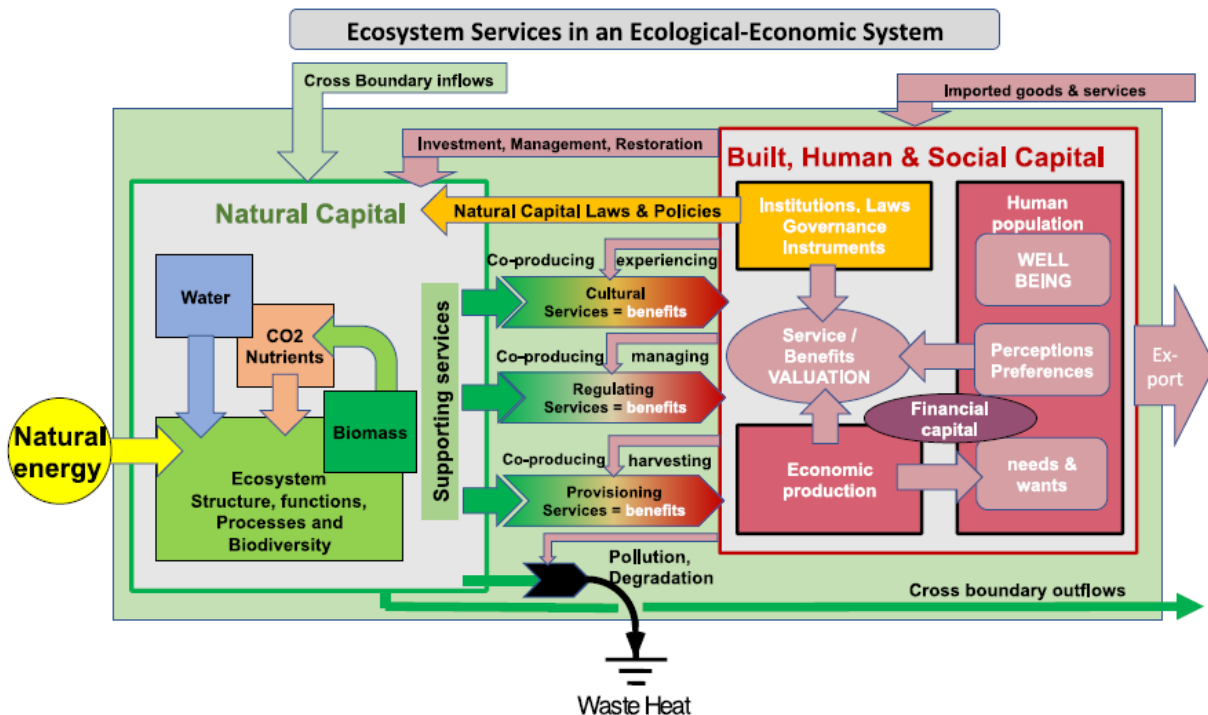 Ecosystem Services in an Ecological-Economic System
Cross Boundary inflows
Imported goods & services
Investment, Management, Restoration
Built, Human & Social Capital
Natural Capital
Natural Capital Laws & Policies
Institutions, Laws
Governance
Instruments
Human
population
WELL
BEING
Water
CO2
Nutrients
Biomass
Natural
energy
Ecosystem
Structure, functions,
Processes and
Biodiversity
Supporting services
Co-producing experiencing
Cultural
Services = benefits
Co-producing managing
Regulating
Services = benefits
Co-producing harvesting
Provisioning
Services = benefits
Service /
Benefits
VALUATION
Perceptions
Preferences
Financial
capital
Economic
production
needs &
wants
Ex-
port
Pollution,
Degradation
Cross boundary outflows
Waste Heat